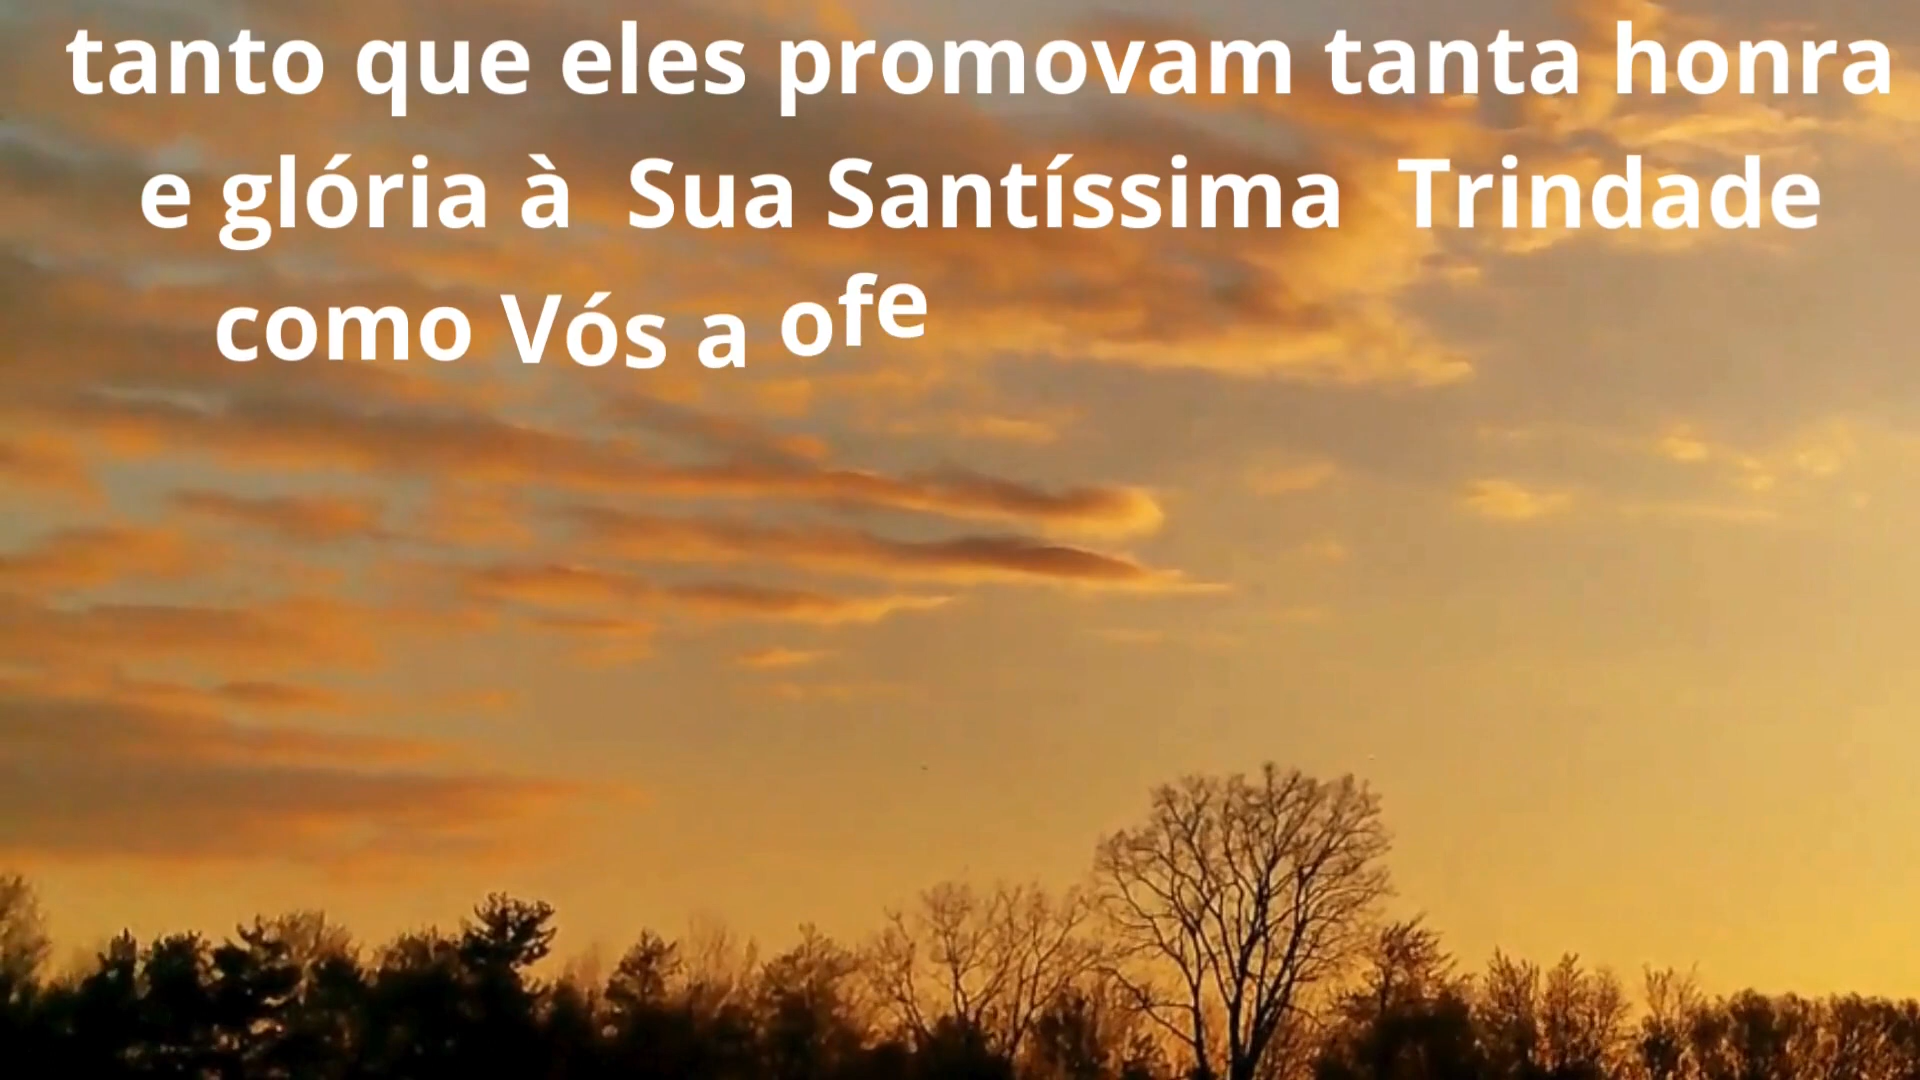 tanto que eles promovam tanta honra
e glória à Sua Santíssima Trindade
como Vós a ofe